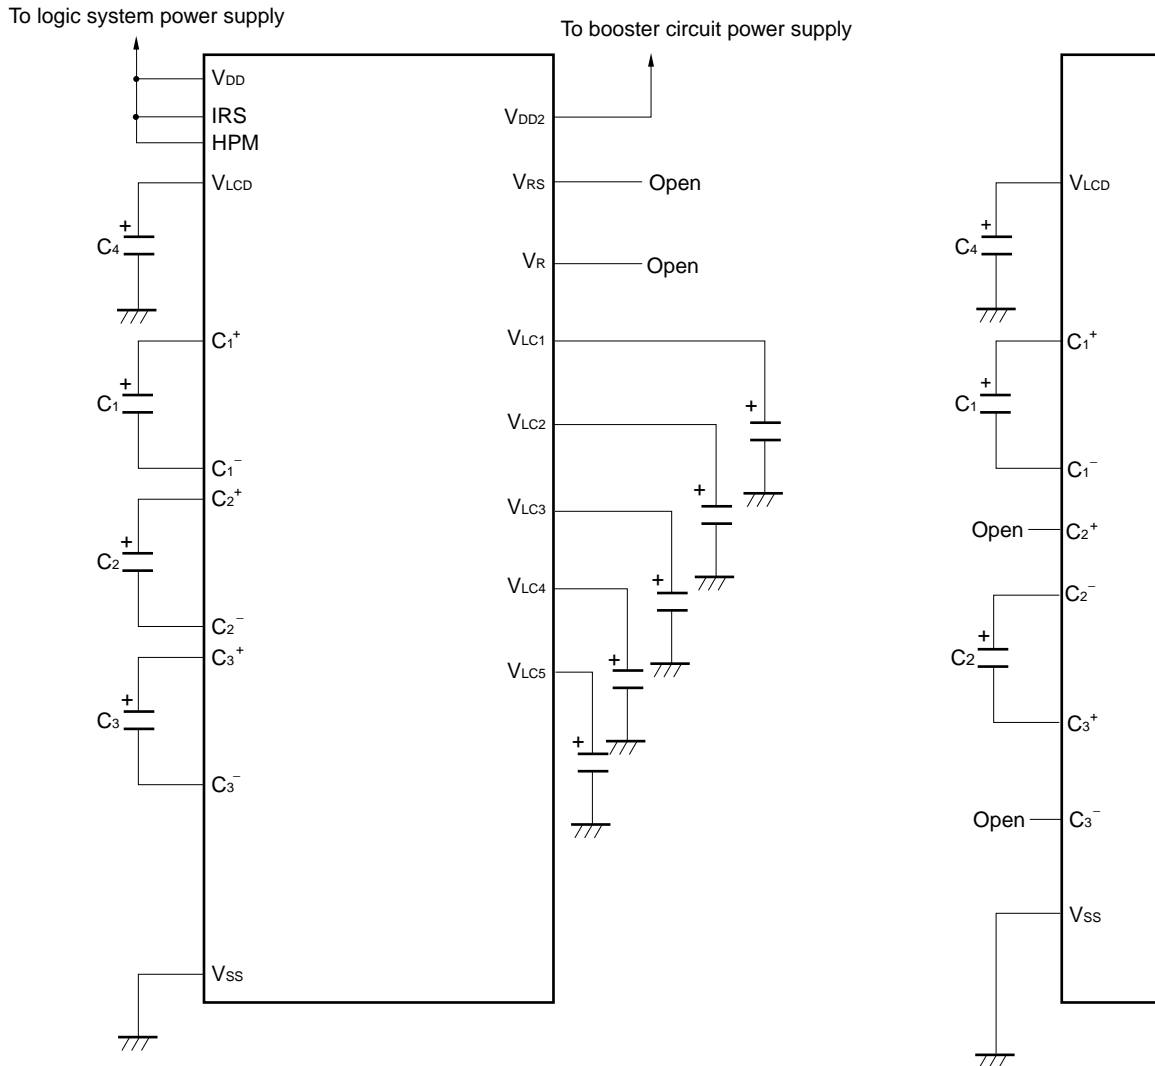 To logic system power supply
To booster circuit power supply
VDD
IRS
HPM
VLCD
+
C4
C1+
+
C1
C1−
C2+
+
C2
C2−
C3+
+
C3
C3−
VSS
VDD2
VRS
Open
VR
Open
VLC1
+
VLC2
+
VLC3
+
VLC4
+
VLC5
+
VLCD
+
C4
C1+
+
C1
C1−
Open
C2+
C2−
+
C2
C3+
Open
C3−
VSS